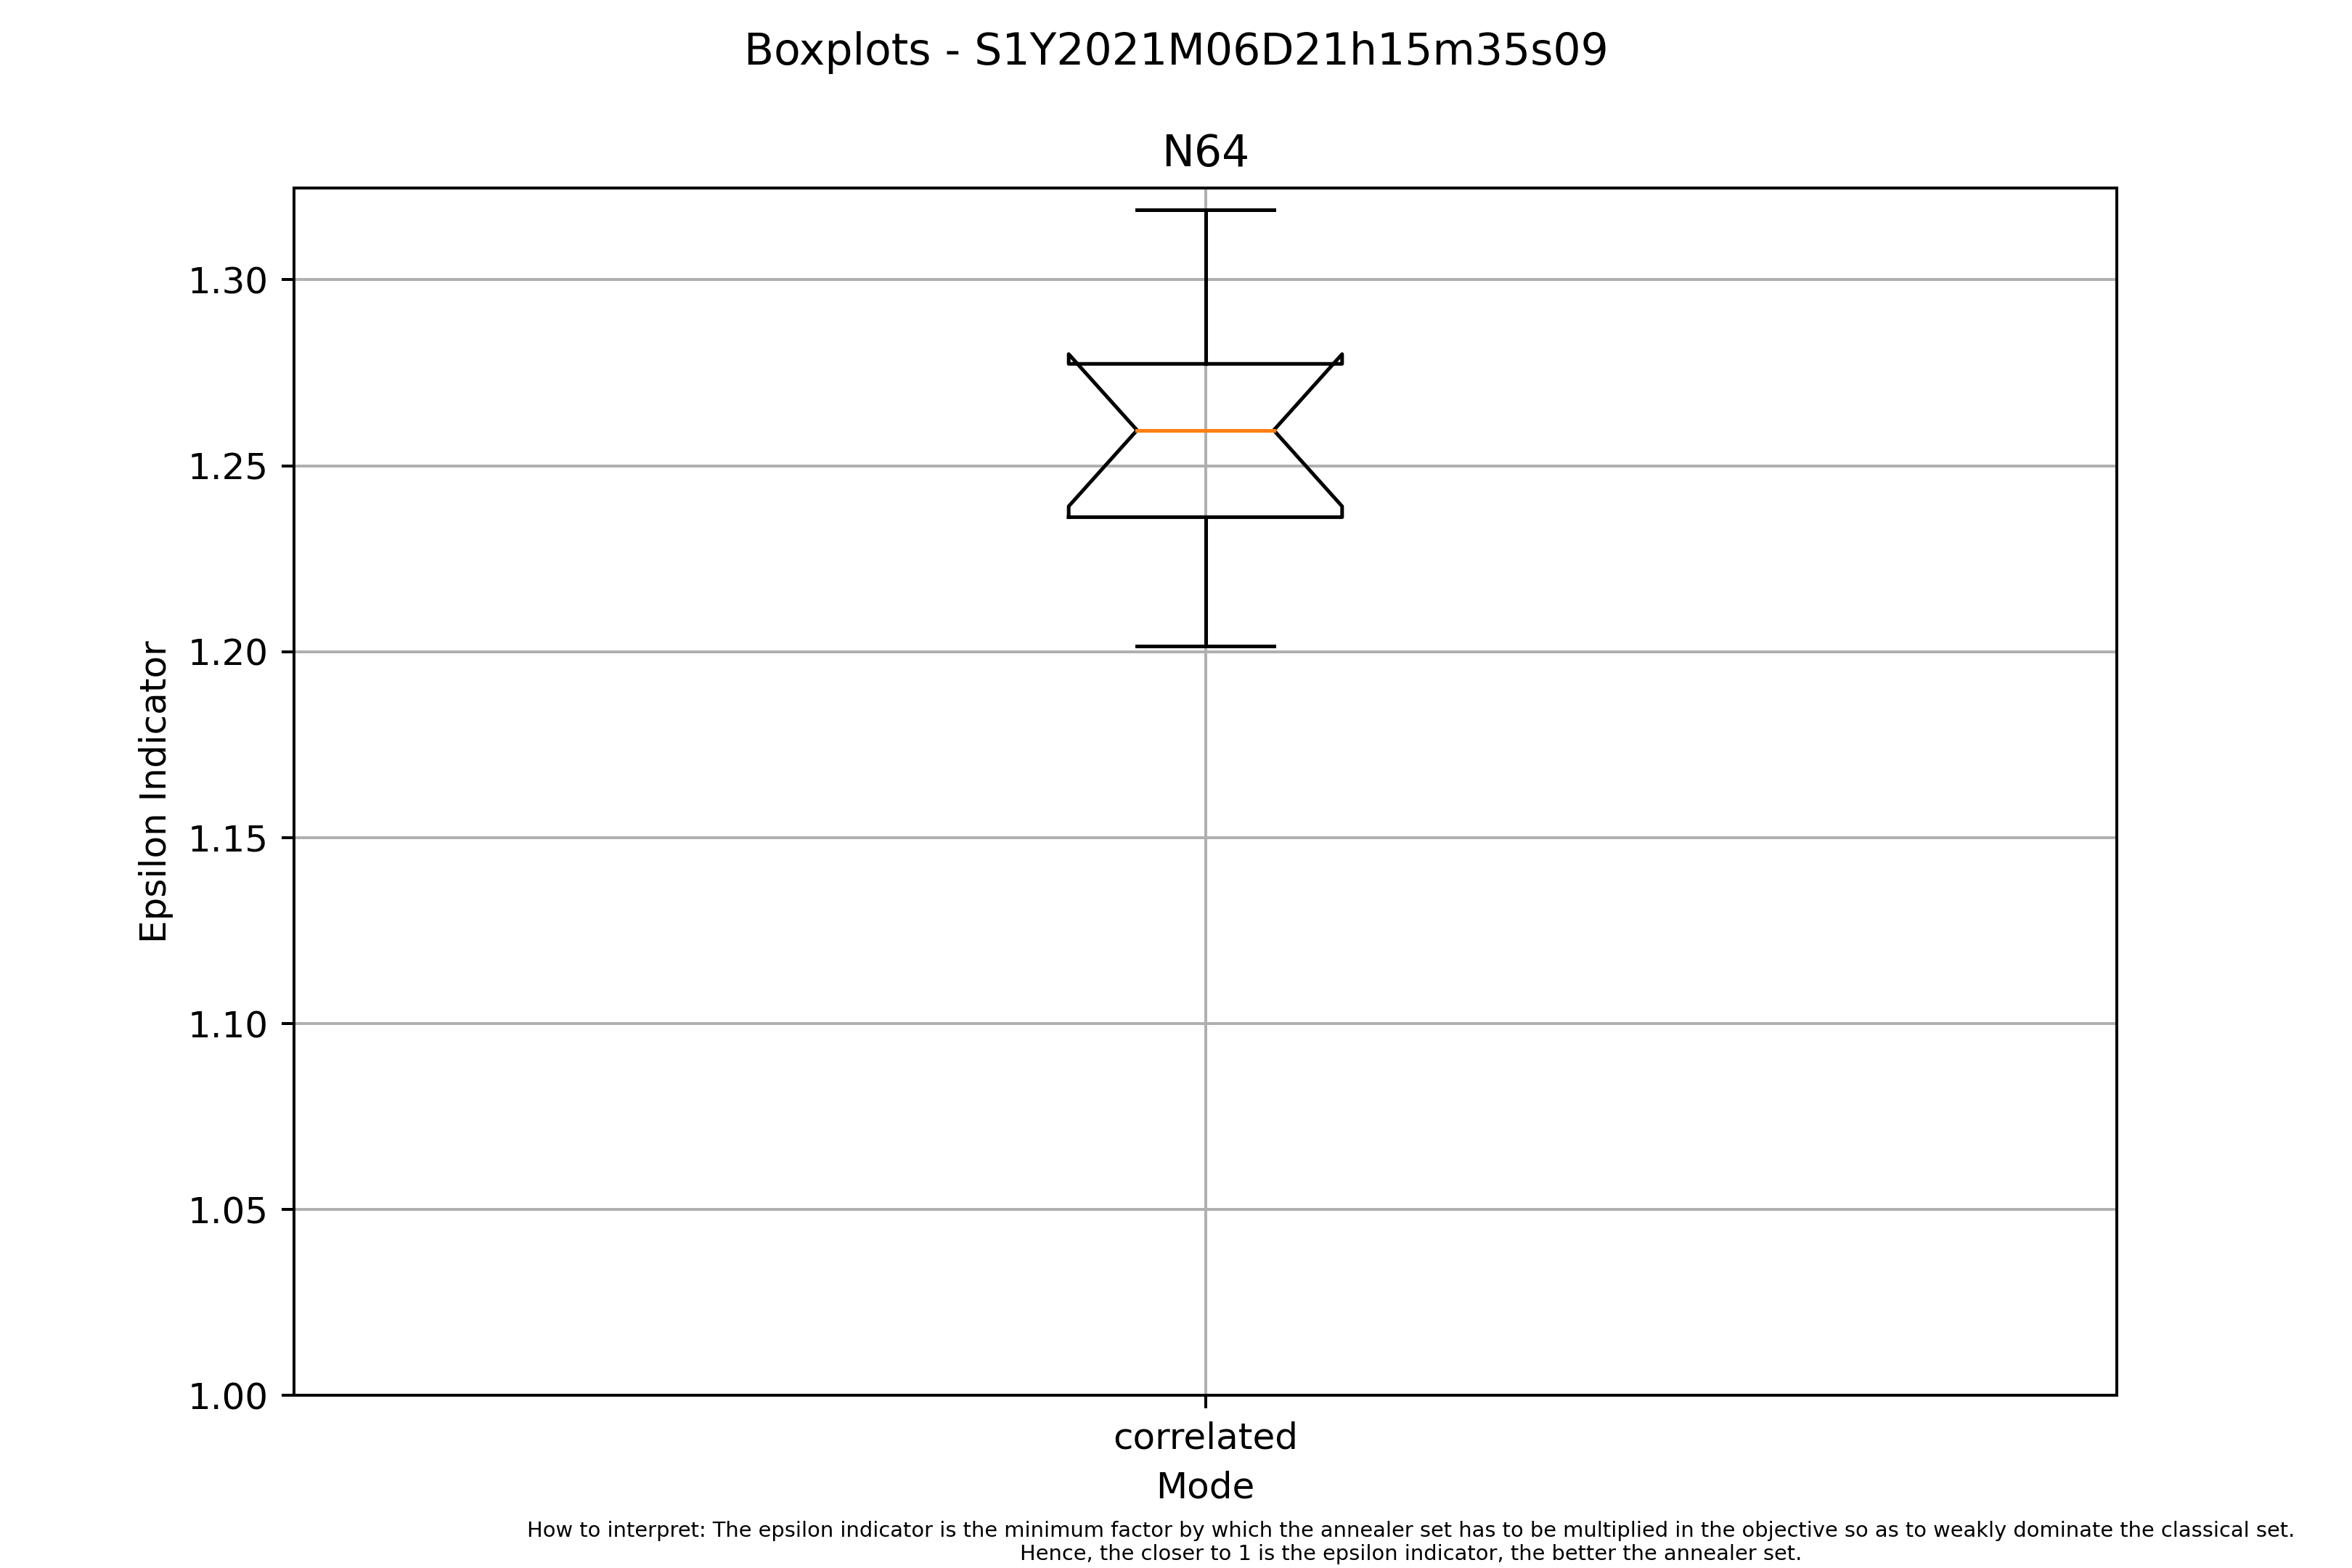 Boxplots - S1Y2021M06D21h15m35s09
N64
1.30
1.25
1.20
1.15
1.10
1.05
1.00
Epsilon Indicator
correlated
Mode
How to interpret: The epsilon indicator is the minimum factor by which the annealer set has to be multiplied in the objective so as to weakly dominate the classical set.
Hence, the closer to 1 is the epsilon indicator, the better the annealer set.